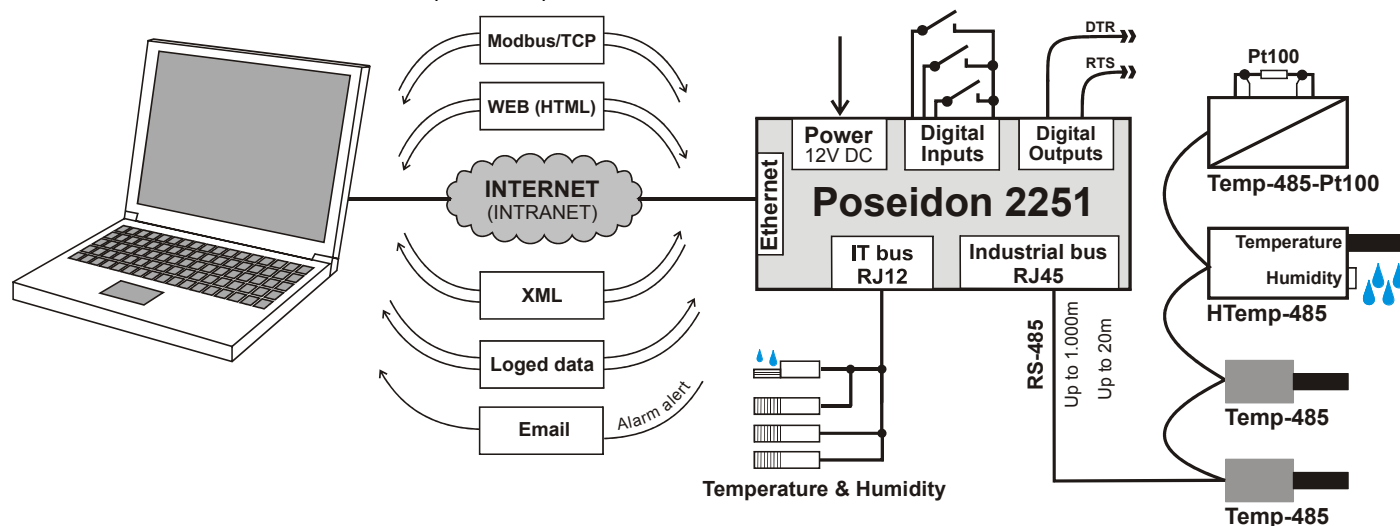 Modbus/TCP
WEB (HTML)
INTERNET
(INTRANET)
XML
Loged data
Email
Alarm alert
DTR
RTS
Power
12V DC
Digital
Inputs
Digital
Outputs
Ethernet
Poseidon 2251
IT bus
RJ12
Industrial bus
RJ45
RS-485
Up to 1.000m
Up to 20m
Temperature & Humidity
Pt100
Temp-485-Pt100
Temperature
Humidity
HTemp-485
Temp-485
Temp-485